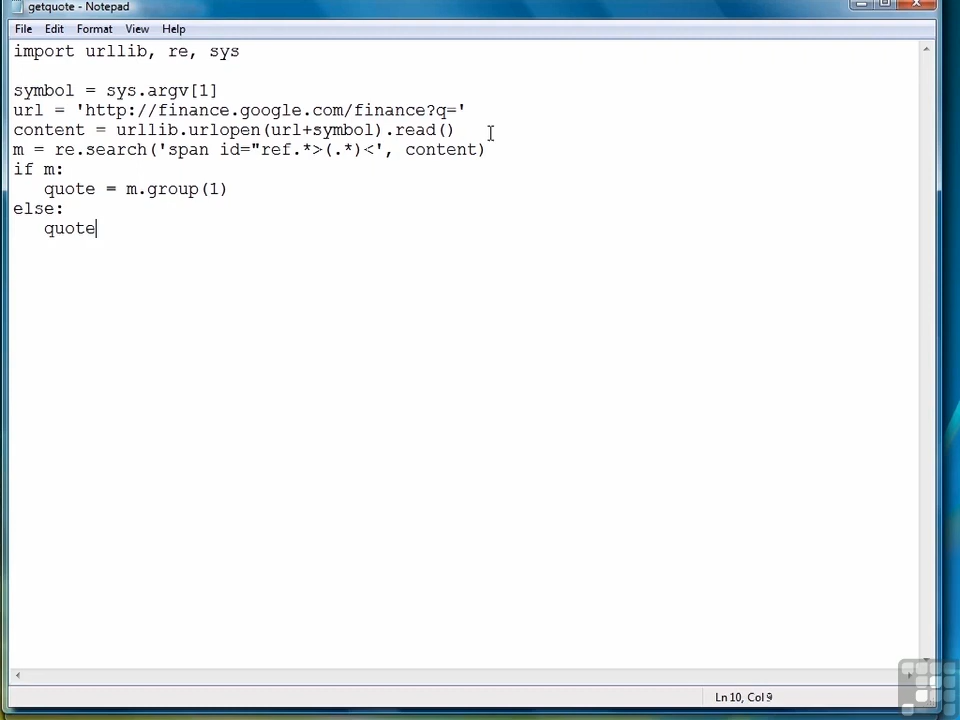 getquote - Notepad
File Edit Format View Help
import urllib, re, sys
symbol = sys.argv[1]
url = 'http://finance.google.com/finance?q='
content = urllib.urlopen(url+symbol).read()
m = re.search('span id="ref.*>(.*)<', content)
if m:
   quote = m.group(1)
else:
   quote
Ln 10, Col 9